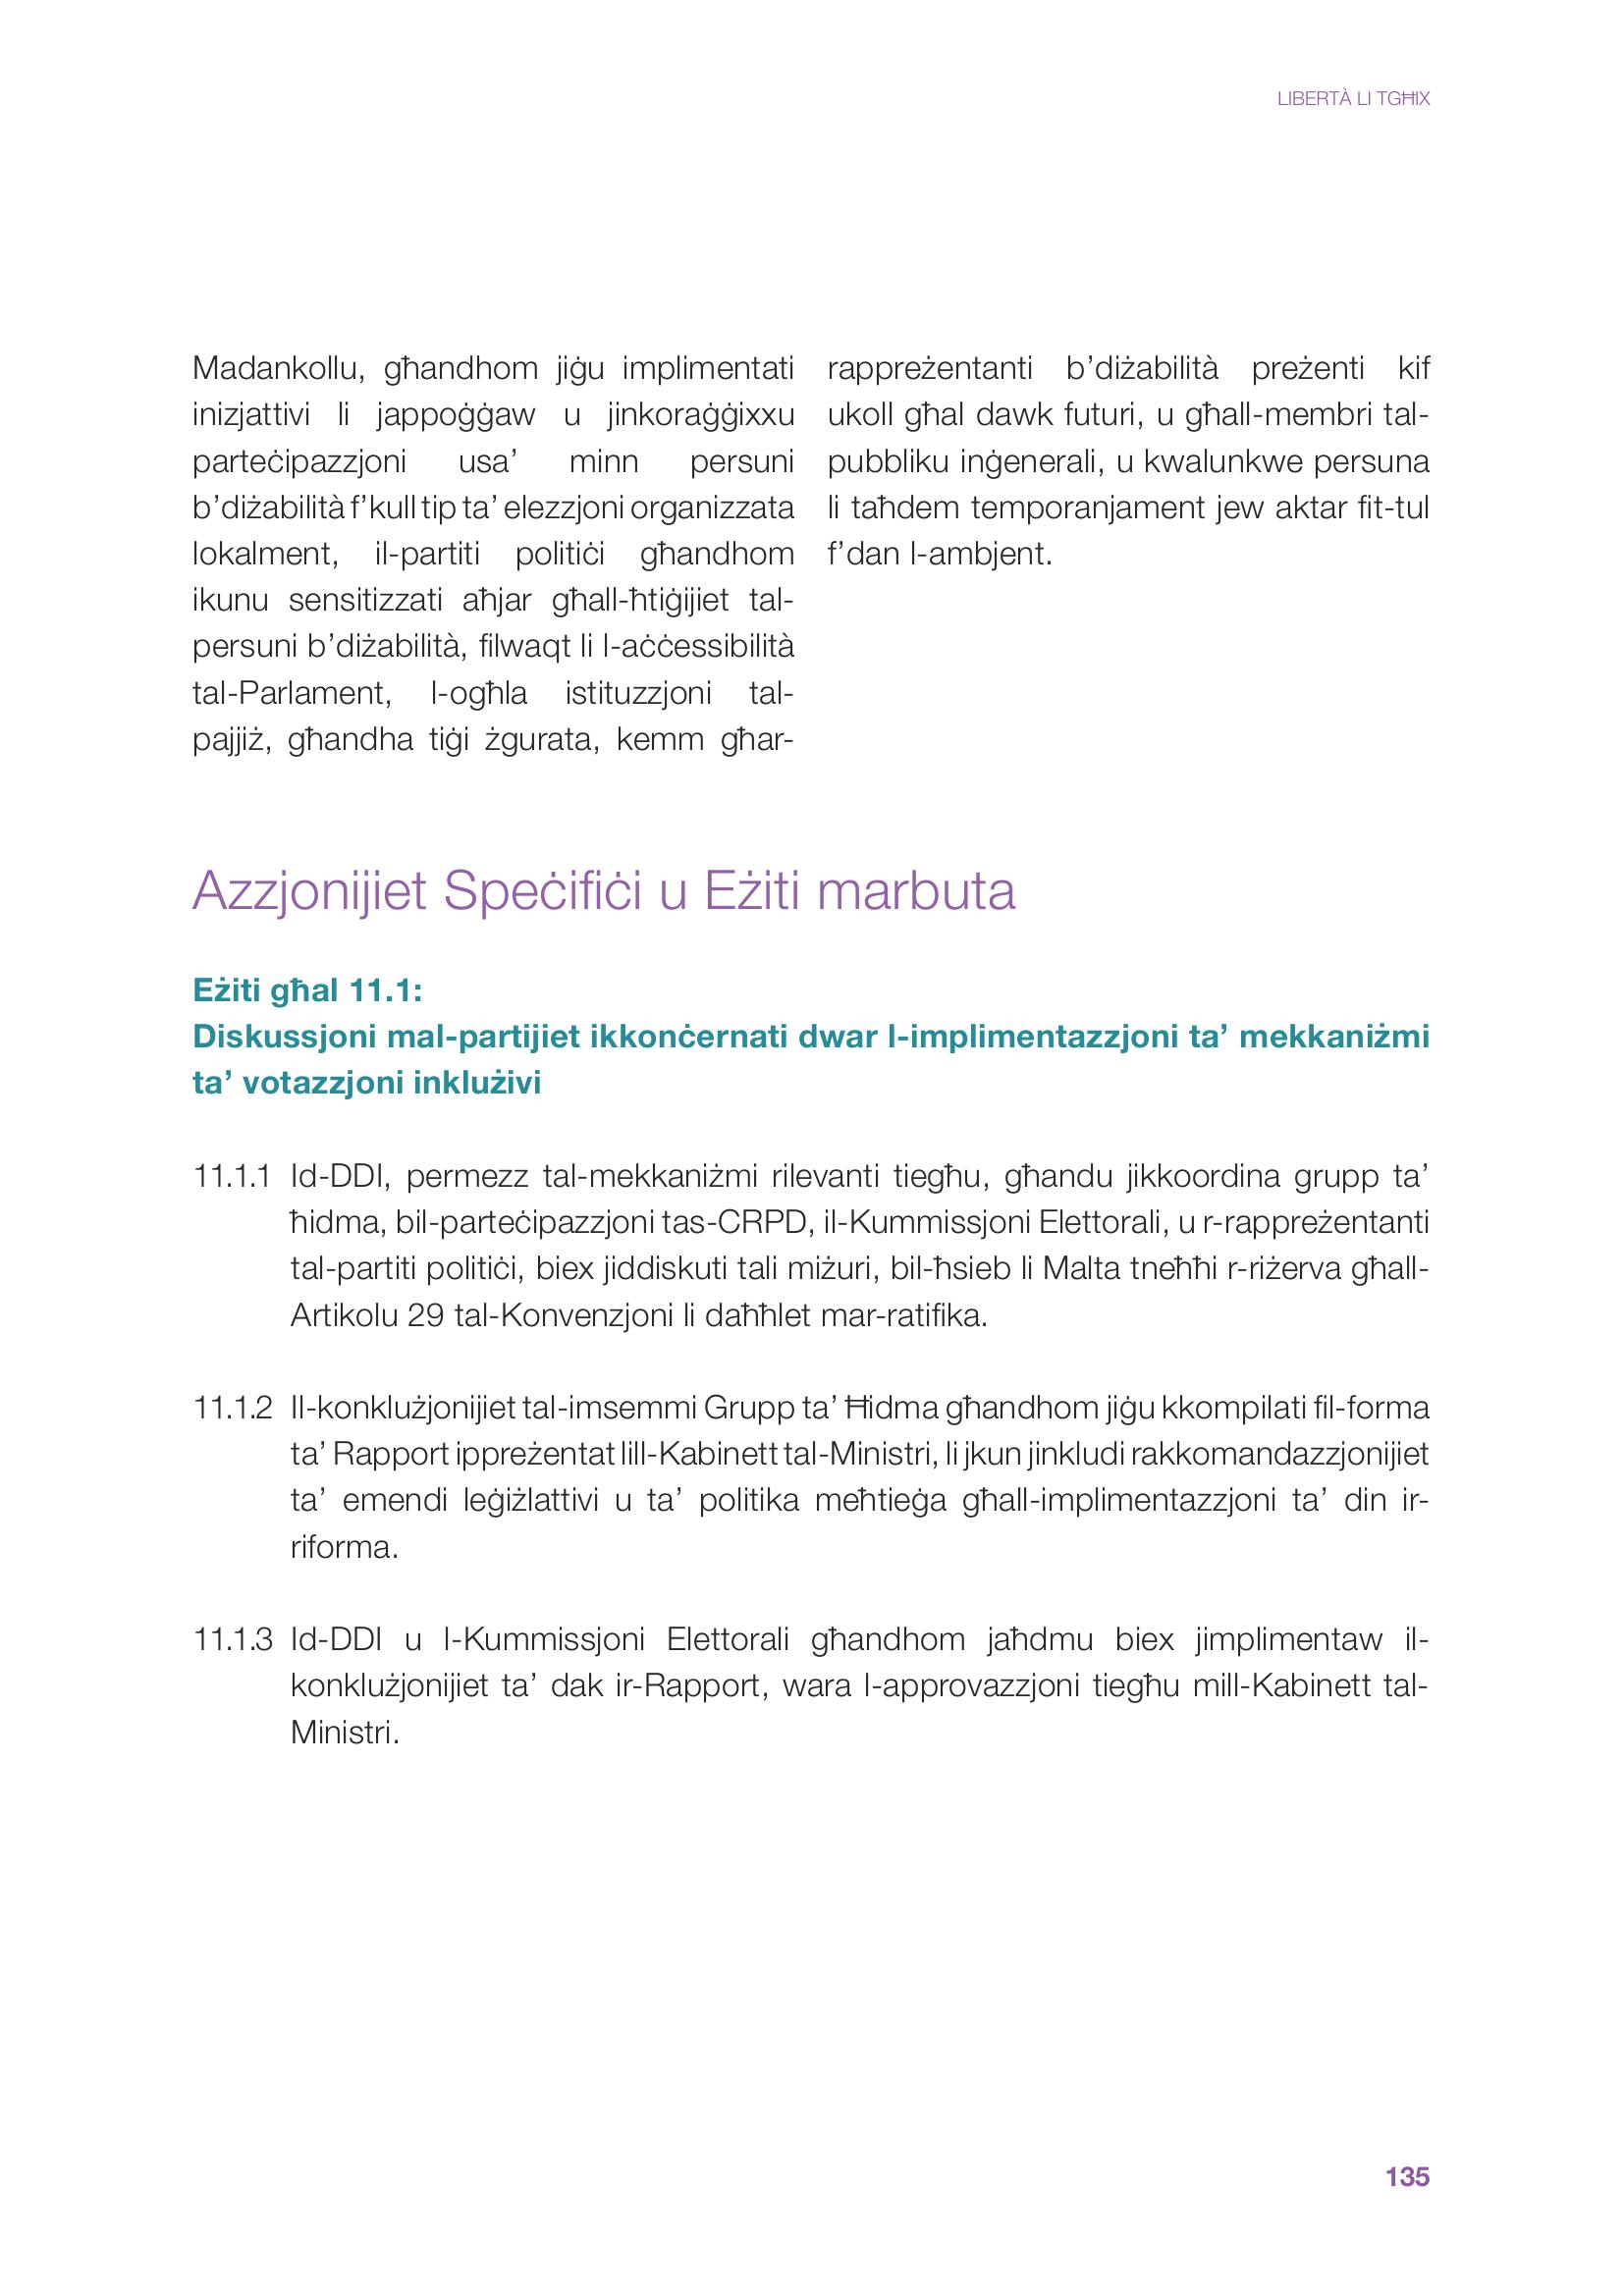 LIBERTÀ LI TGĦIX
Madankollu, għandhom jiġu implimentati
inizjattivi li jappoġġaw u jinkoraġġixxu
parteċipazzjoni usa’ minn persuni
b’diżabilità f’kull tip ta’ elezzjoni organizzata
lokalment, il-partiti politiċi għandhom
ikunu sensitizzati aħjar għall-ħtiġijiet tal-
persuni b’diżabilità, filwaqt li l-aċċessibilità
tal-Parlament, l-ogħla istituzzjoni tal-
pajjiż, għandha tiġi żgurata, kemm għar-
rappreżentanti b’diżabilità preżenti kif
ukoll għal dawk futuri, u għall-membri tal-
pubbliku inġenerali, u kwalunkwe persuna
li taħdem temporanjament jew aktar fit-tul
f’dan l-ambjent.
Azzjonijiet Speċifiċi u Eżiti marbuta
Eżiti għal 11.1:
Diskussjoni mal-partijiet ikkonċernati dwar l-implimentazzjoni ta’ mekkaniżmi
ta’ votazzjoni inklużivi
11.1.1 Id-DDI, permezz tal-mekkaniżmi rilevanti tiegħu, għandu jikkoordina grupp ta’
ħidma, bil-parteċipazzjoni tas-CRPD, il-Kummissjoni Elettorali, u r-rappreżentanti
tal-partiti politiċi, biex jiddiskuti tali miżuri, bil-ħsieb li Malta tneħħi r-riżerva għall-
Artikolu 29 tal-Konvenzjoni li daħħlet mar-ratifika.
11.1.2 Il-konklużjonijiet tal-imsemmi Grupp ta’ Ħidma għandhom jiġu kkompilati fil-forma
ta’ Rapport ippreżentat lill-Kabinett tal-Ministri, li jkun jinkludi rakkomandazzjonijiet
ta’ emendi leġiżlattivi u ta’ politika meħtieġa għall-implimentazzjoni ta’ din ir-
riforma.
11.1.3 Id-DDI u l-Kummissjoni Elettorali għandhom jaħdmu biex jimplimentaw il-
konklużjonijiet ta’ dak ir-Rapport, wara l-approvazzjoni tiegħu mill-Kabinett tal-
Ministri.
135